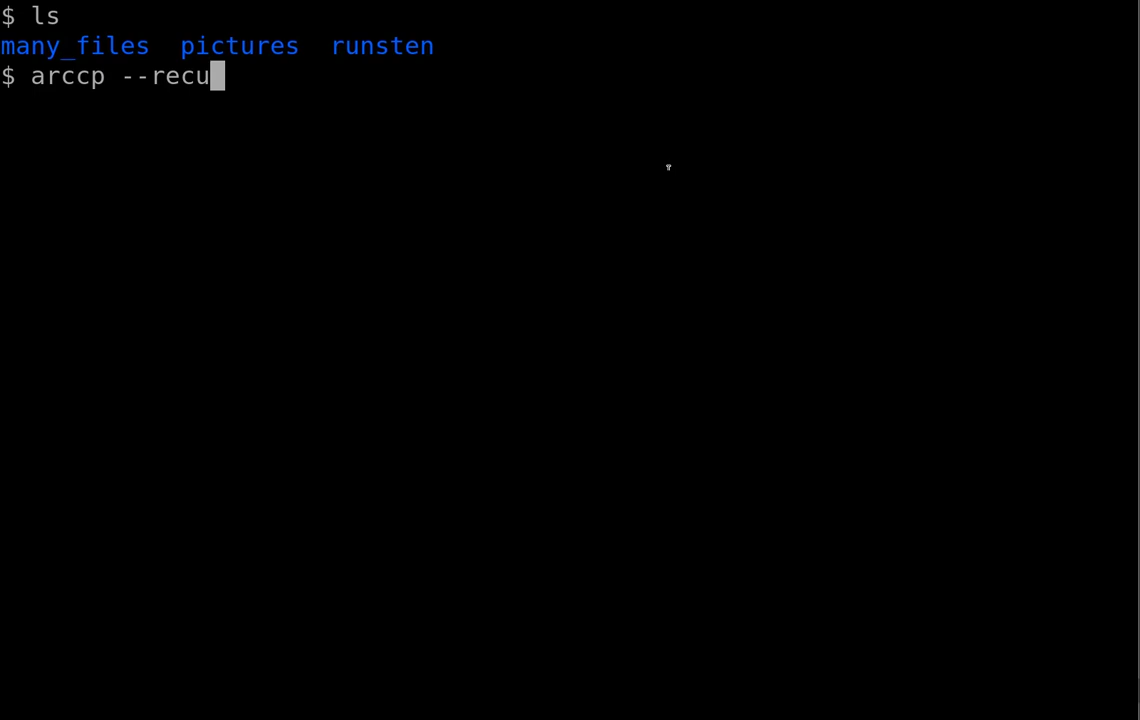 $ ls
many_files  pictures  runsten
$ arccp --recu